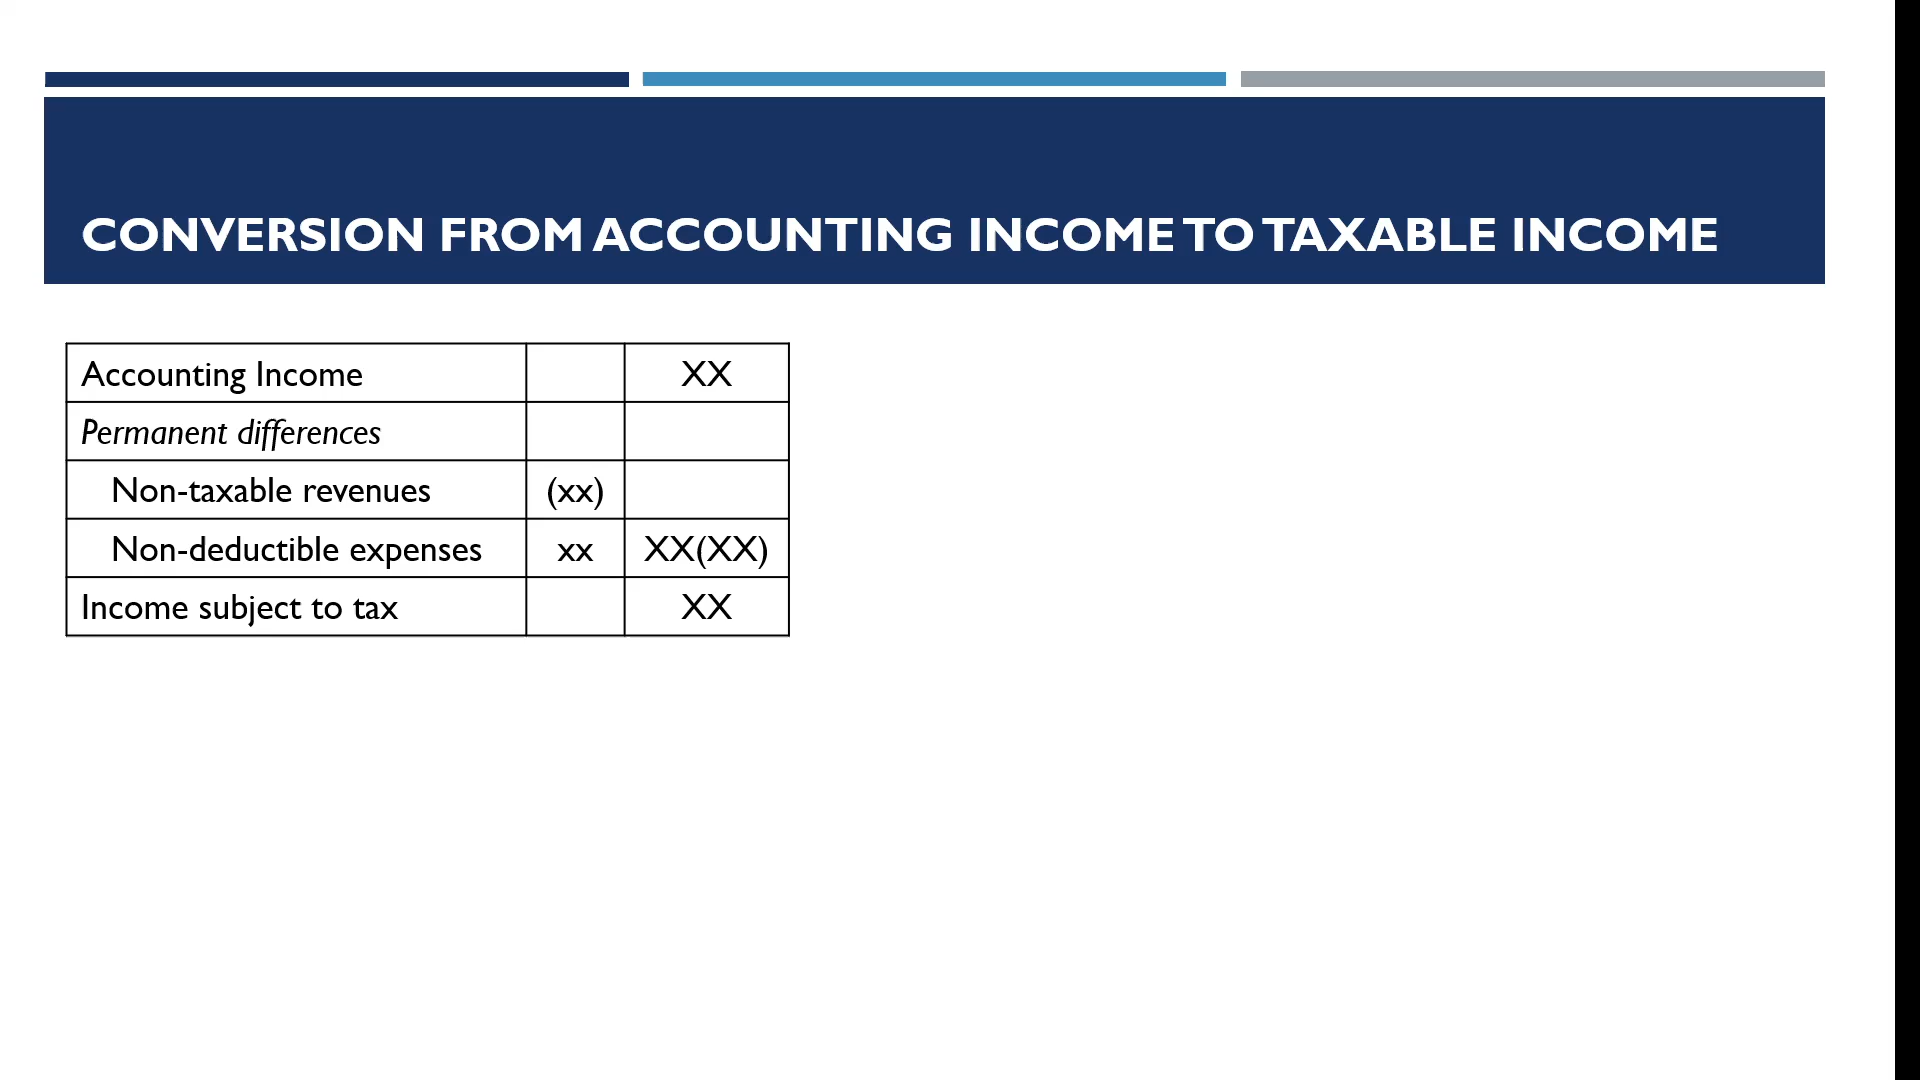 CONVERSION FROM ACCOUNTING INCOME TO TAXABLE INCOME
Accounting Income XX
Permanent differences
Non-taxable revenues (xx)
Non-deductible expenses xx XX(XX)
Income subject to tax XX